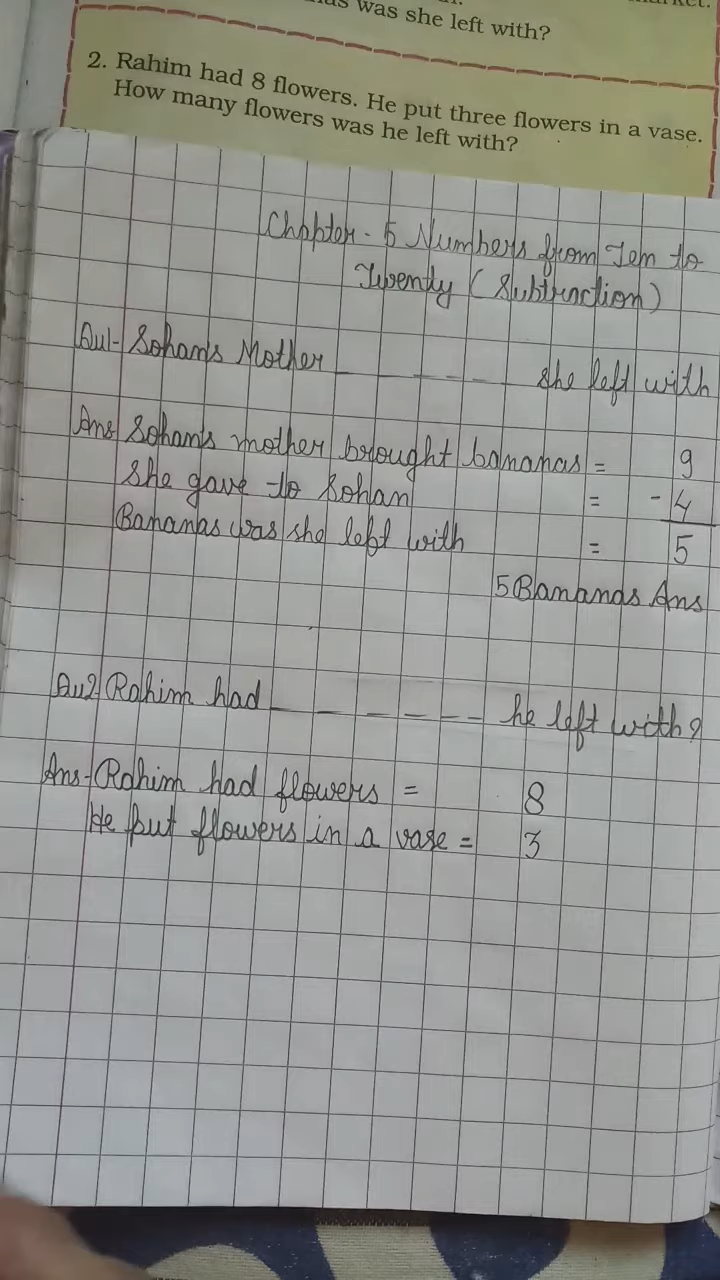 was she left with?
2. Rahim had 8 flowers. He put three flowers in a vase.
How many flowers was he left with?
Chapter - 5 Numbers from Ten to
Twenty (Subtraction)
Qu1- Sohan's Mother _ _ _ _ she left with
Ans Sohan's mother brought bananas = 9
She gave to Sohan = - 4
Bananas was she left with = 5
5 Bananas Ans
Qu2 Rahim had _ _ _ _ _ he left with?
Ans- Rahim had flowers = 8
He put flowers in a vase = 3